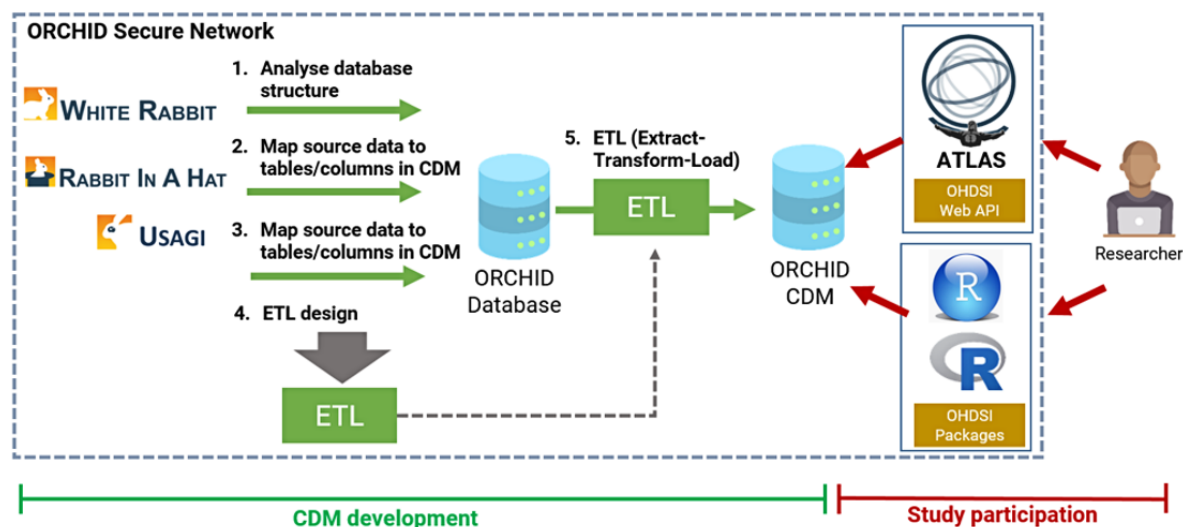 ORCHID Secure Network
WHITE RABBIT
1. Analyse database
structure
RABBIT IN A HAT
2. Map source data to
tables/columns in CDM
USAGI
3. Map source data to
tables/columns in CDM
4. ETL design
ETL
ORCHID
Database
5. ETL (Extract-
Transform-Load)
ETL
ORCHID
CDM
ATLAS
OHDSI
Web API
R
R
OHDSI
Packages
Researcher
CDM development
Study participation